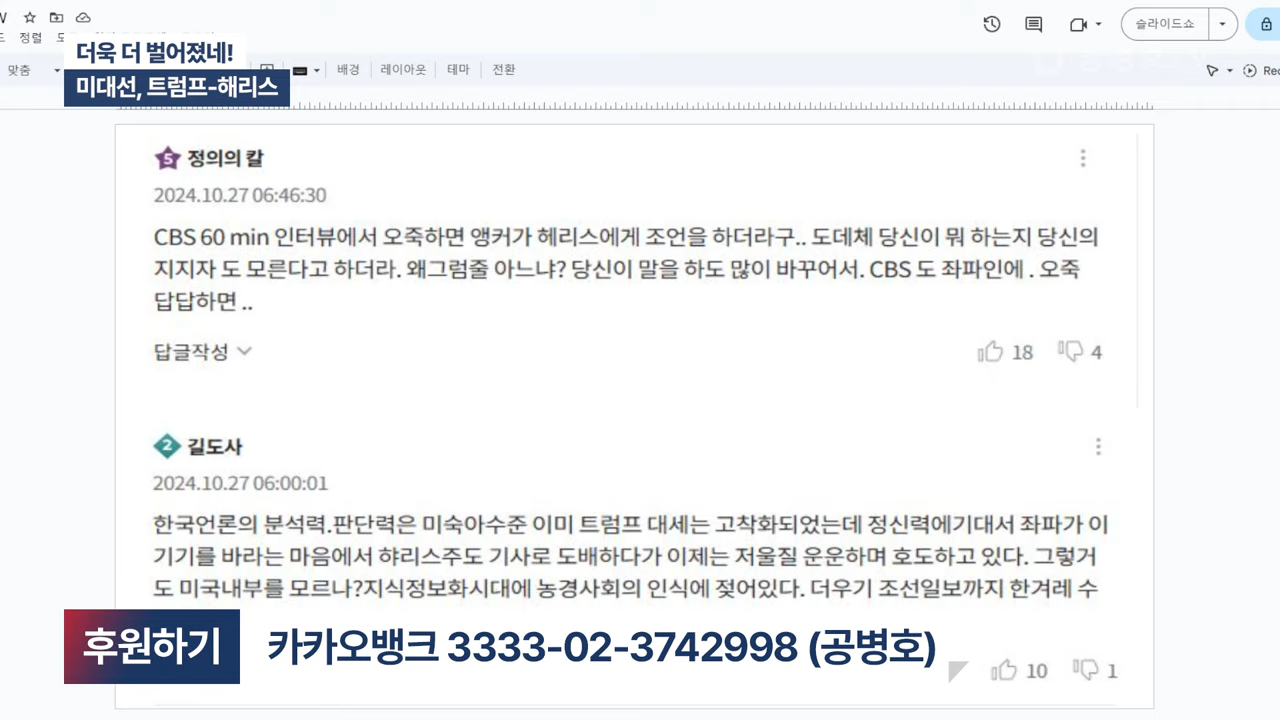 정렬
더욱 더 벌어졌네!
미대선, 트럼프-해리스
슬라이드쇼
맞춤
배경
레이아웃
테마
전환
Rec
5 정의의 칼
2024.10.27 06:46:30
CBS 60 min 인터뷰에서 오죽하면 앵커가 헤리스에게 조언을 하더라구.. 도데체 당신이 뭐 하는지 당신의
지지자 도 모른다고 하더라. 왜그럼줄 아느냐? 당신이 말을 하도 많이 바꾸어서. CBS 도 좌파인에 . 오죽
답답하면 ..
답글작성
18
4
2 길도사
2024.10.27 06:00:01
한국언론의 분석력.판단력은 미숙아수준 이미 트럼프 대세는 고착화되었는데 정신력에기대서 좌파가 이
기기를 바라는 마음에서 햐리스주도 기사로 도배하다가 이제는 저울질 운운하며 호도하고 있다. 그렇거
도 미국내부를 모르나?지식정보화시대에 농경사회의 인식에 젖어있다. 더우기 조선일보까지 한겨레 수
후원하기
카카오뱅크 3333-02-3742998 (공병호)
10
1